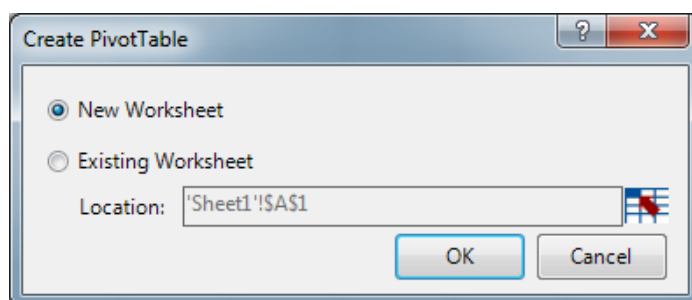 Create PivotTable ? X
New Worksheet
Existing Worksheet
Location: 'Sheet1'!$A$1
OK Cancel